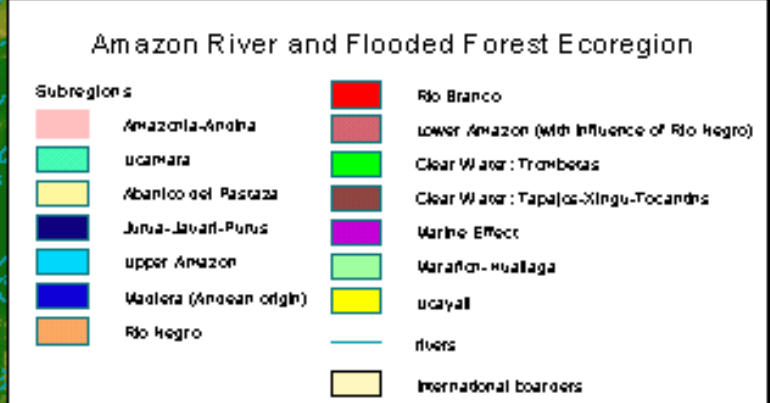 Amazon River and Flooded Forest Ecoregion
Subregions
Amazonia-Andina
Ucamara
Abanico del Pastaza
Jurua-Javari-Purus
Upper Amazon
Madiera (Andean origin)
Rio Negro
Rio Branco
Lower Amazon (with Influence of Rio Negro)
Clear Water: Trombetas
Clear Water: Tapajos-Xingu-Tocantins
Marine Effect
Marañon-Huallaga
Ucayali
rivers
International boarders